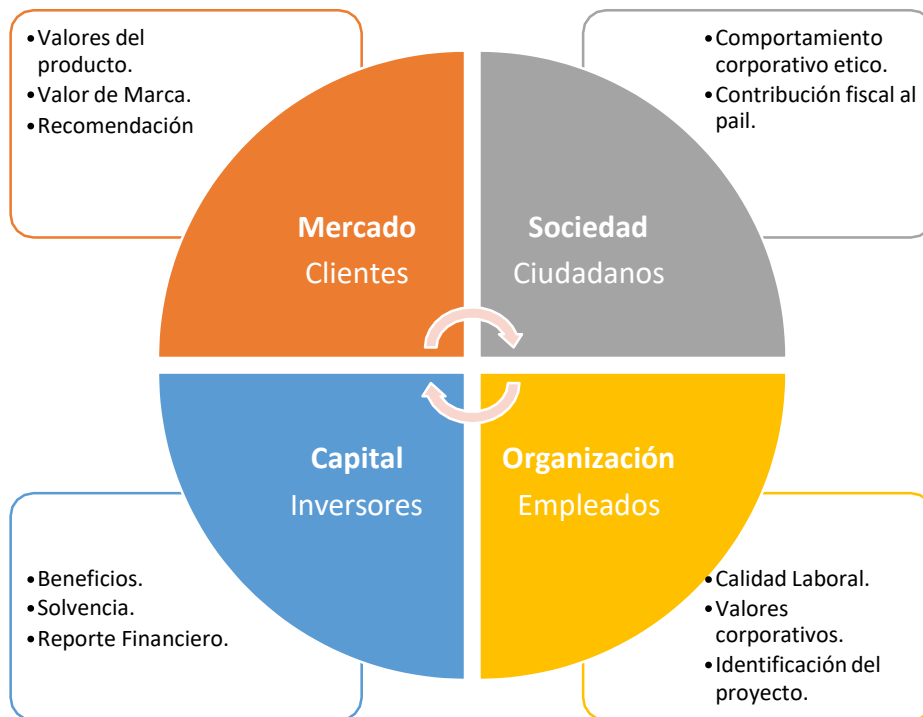 •Valores del
producto.
•Valor de Marca.
•Recomendación
•Comportamiento
corporativo etico.
•Contribución fiscal al
pail.
Mercado
Clientes
Sociedad
Ciudadanos
Capital
Inversores
Organización
Empleados
•Beneficios.
•Solvencia.
•Reporte Financiero.
•Calidad Laboral.
•Valores
corporativos.
•Identificación del
proyecto.